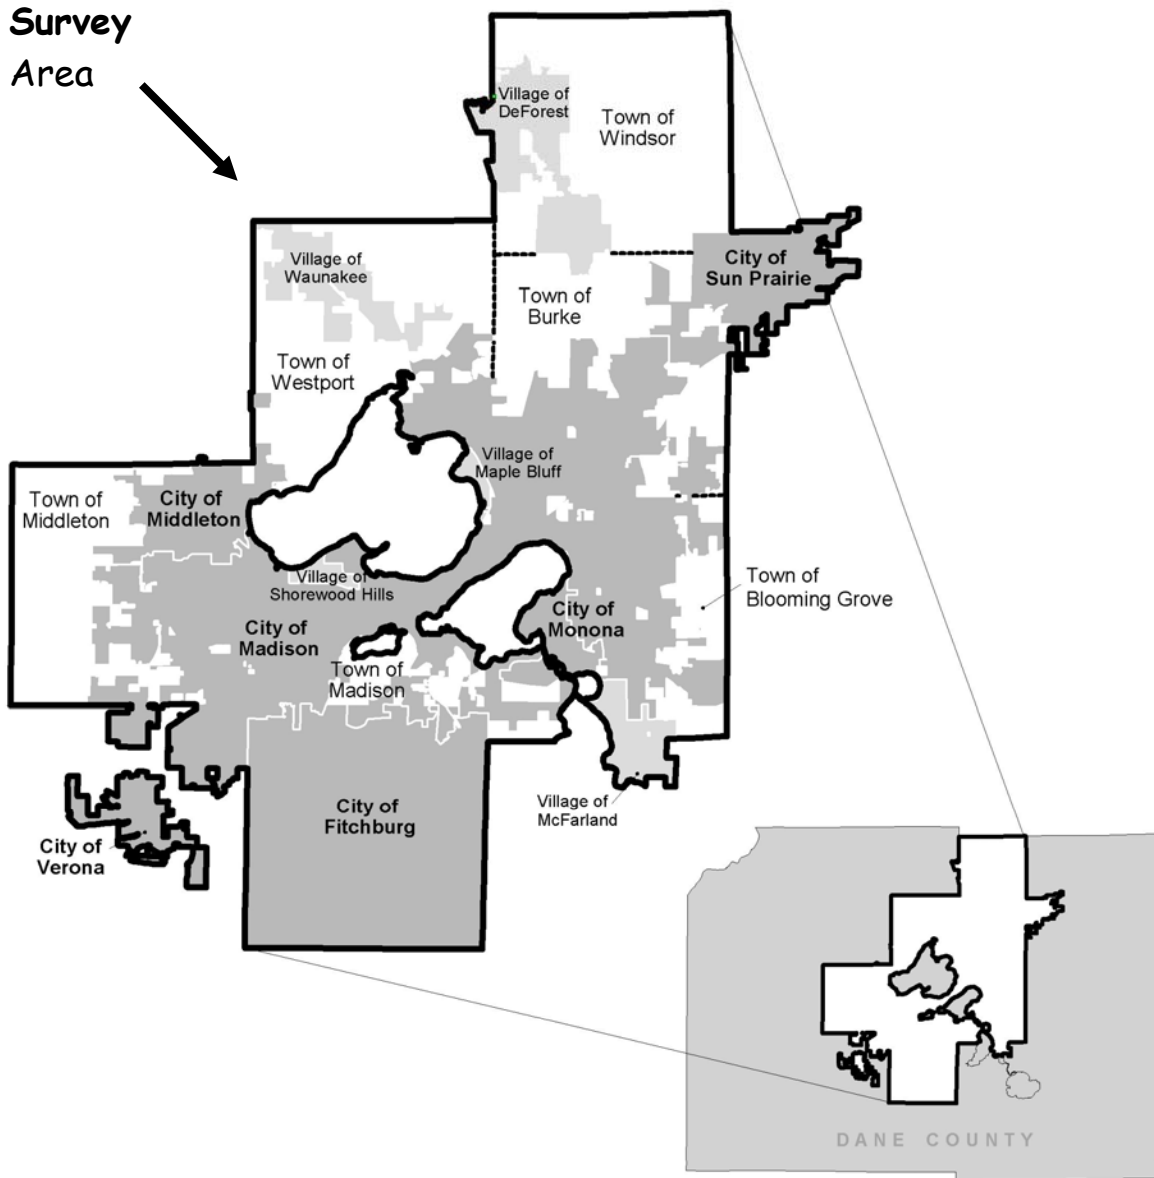 Survey
Area
Village of
DeForest
Town of
Windsor
Village of
Waunakee
City of
Sun Prairie
Town of
Burke
Town of
Westport
Village of
Maple Bluff
Town of
Middleton
City of
Middleton
Village of
Shorewood Hills
City of
Madison
Town of
Madison
City of
Monona
Town of
Blooming Grove
Village of
McFarland
City of
Fitchburg
City of
Verona
DANE COUNTY